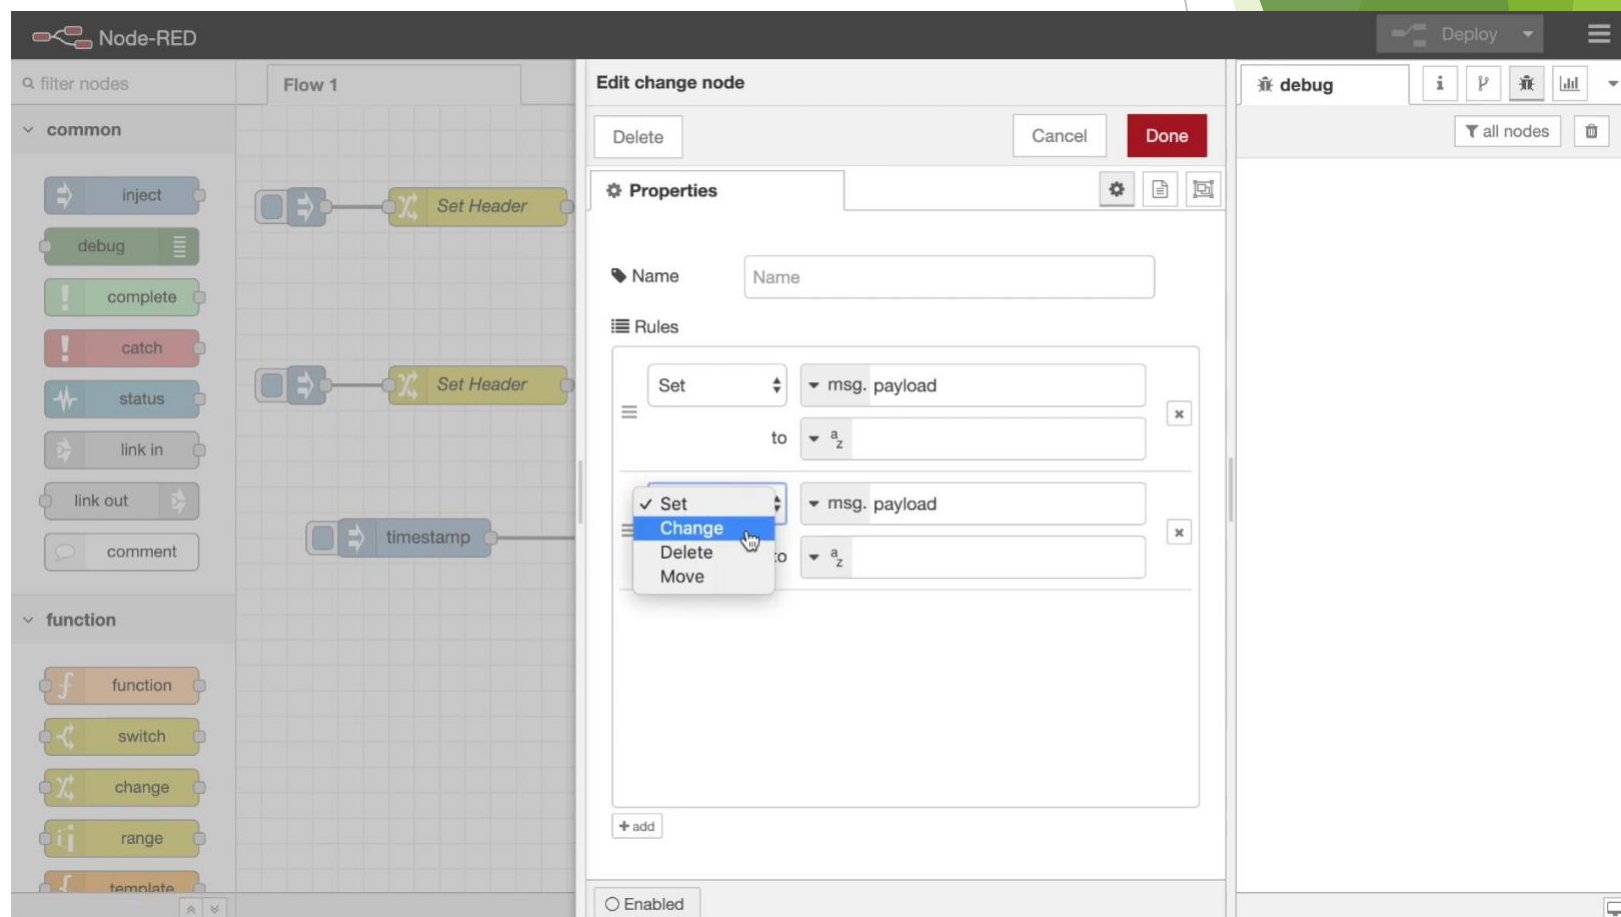 Node-RED
Deploy
filter nodes
Flow 1
Edit change node
debug
i
common
Delete
Cancel
Done
all nodes
inject
Properties
Set Header
debug
Name
Name
complete
Rules
catch
Set
msg. payload
status
Set Header
to
az
link in
link out
✓ Set
msg. payload
Change
timestamp
Delete
to
az
comment
Move
function
function
switch
change
range
+ add
template
Enabled